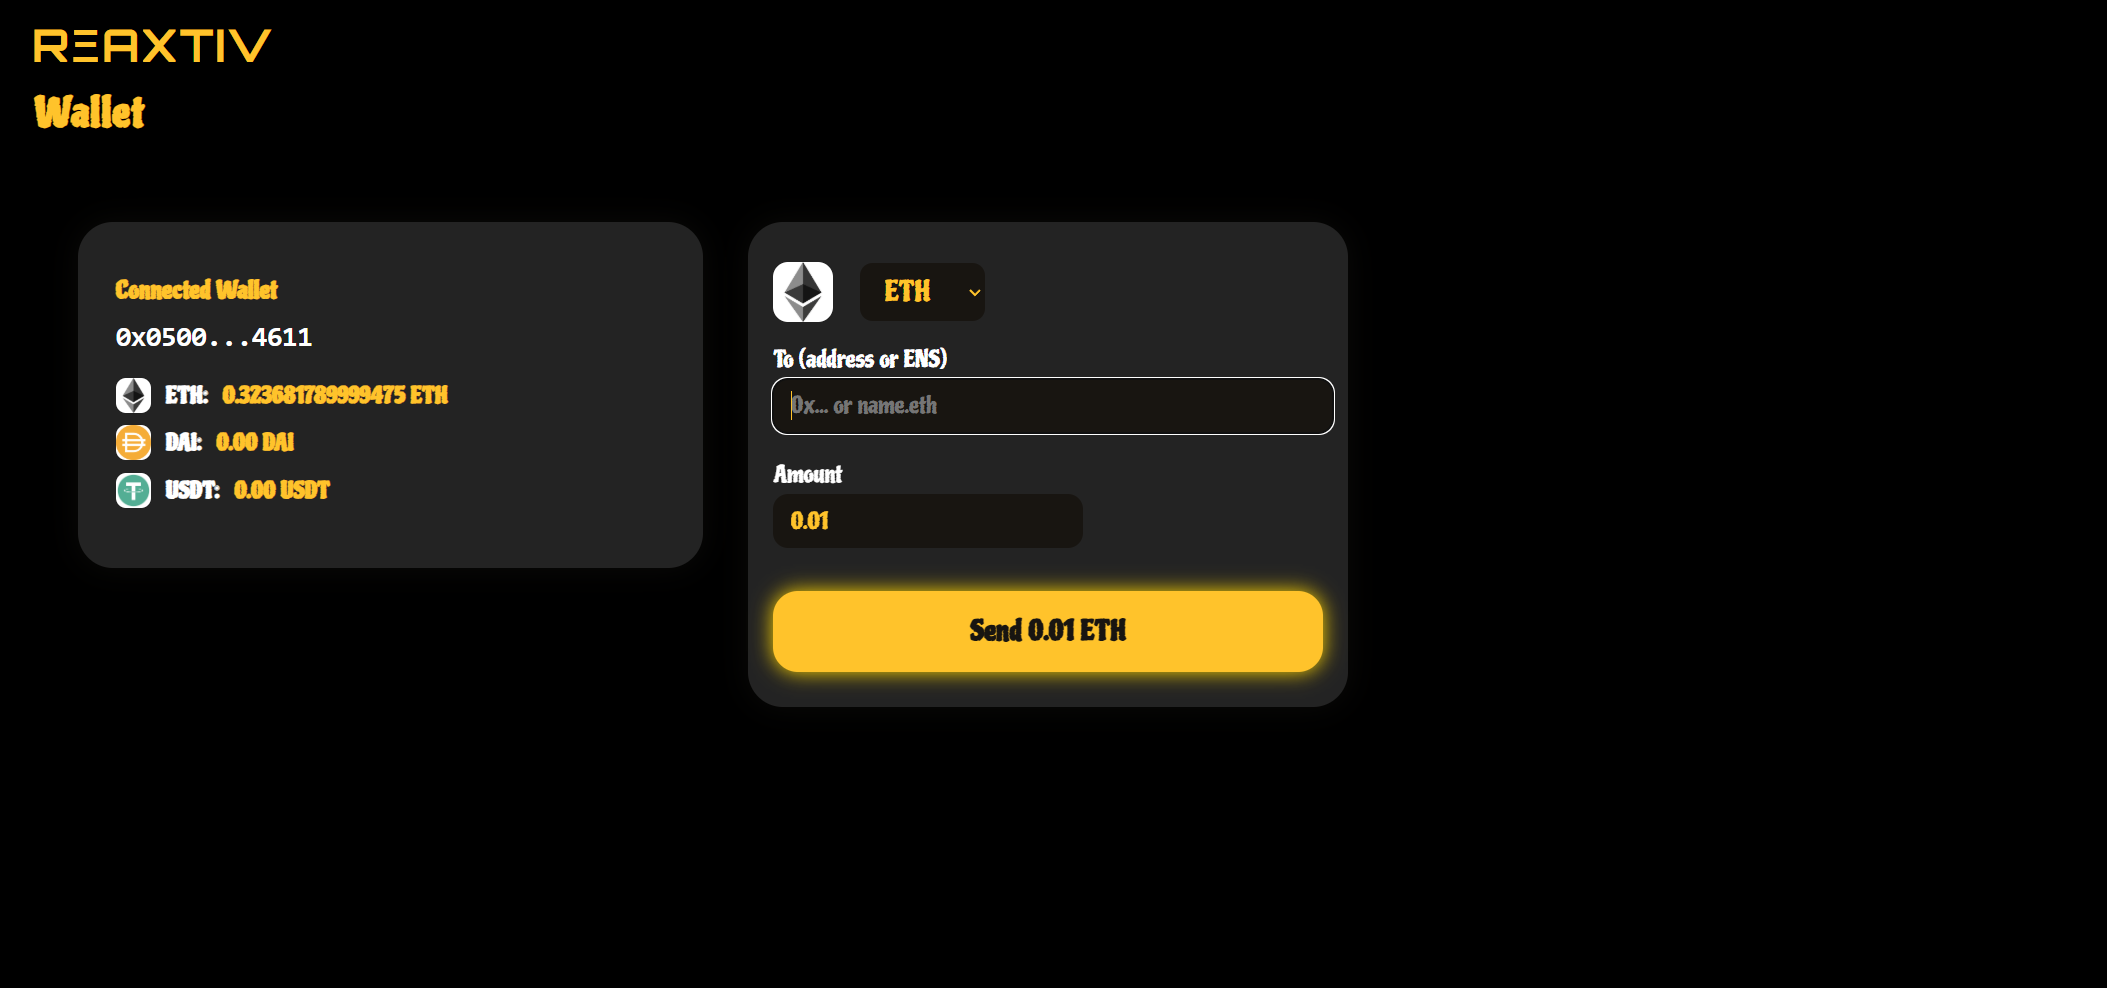 REAXTIV
Wallet
Connected Wallet
0x0500...4611
ETH: 0.323681789999475 ETH
DAI: 0.00 DAI
USDT: 0.00 USDT
ETH
To (address or ENS)
0x... or name.eth
Amount
0.01
Send 0.01 ETH